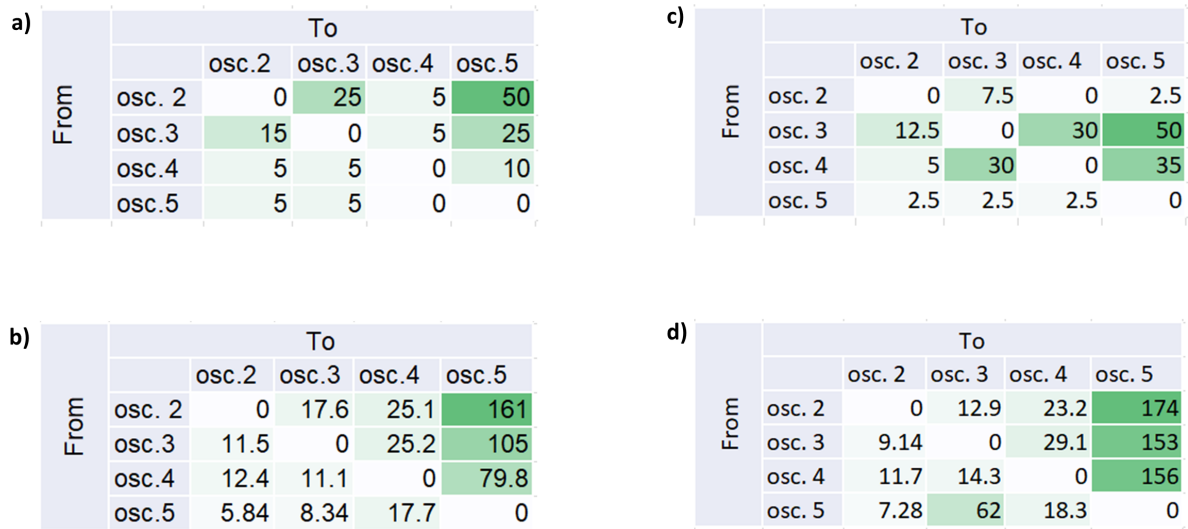 a)
To
osc.2 osc.3 osc.4 osc.5
From
osc. 2 0 25 5 50
osc.3 15 0 5 25
osc.4 5 5 0 10
osc.5 5 5 0 0
c)
To
osc. 2 osc. 3 osc. 4 osc. 5
From
osc. 2 0 7.5 0 2.5
osc. 3 12.5 0 30 50
osc. 4 5 30 0 35
osc. 5 2.5 2.5 2.5 0
b)
To
osc.2 osc.3 osc.4 osc.5
From
osc. 2 0 17.6 25.1 161
osc.3 11.5 0 25.2 105
osc.4 12.4 11.1 0 79.8
osc.5 5.84 8.34 17.7 0
d)
To
osc. 2 osc. 3 osc. 4 osc. 5
From
osc. 2 0 12.9 23.2 174
osc. 3 9.14 0 29.1 153
osc. 4 11.7 14.3 0 156
osc. 5 7.28 62 18.3 0